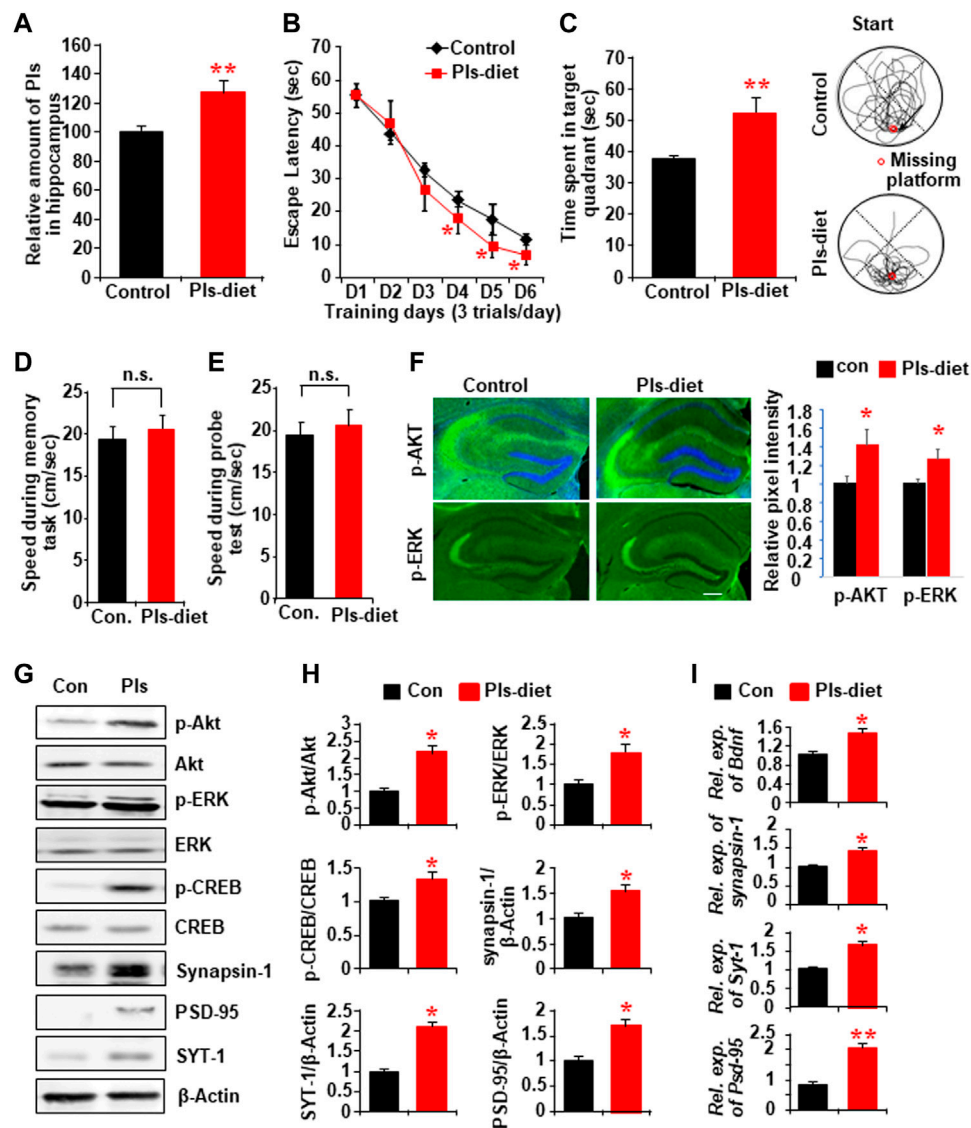 A
Relative amount of Pls
in hippocampus
160
140
120
100
80
60
40
20
0
**
Control
Pls-diet
B
Escape Latency (sec)
70
60
50
40
30
20
10
0
Control
Pls-diet
*
*
*
D1 D2 D3 D4 D5 D6
Training days (3 trials/day)
C
Time spent in target
quadrant (sec)
70
60
50
40
30
20
10
0
**
Control
Pls-diet
Start
Control
Missing
platform
Pls-diet
D
Speed during memory
task (cm/sec)
25
20
15
10
5
0
n.s.
Con.
Pls-diet
E
Speed during probe
test (cm/sec)
25
20
15
10
5
0
n.s.
Con.
Pls-diet
F
Control
Pls-diet
p-AKT
p-ERK
con
Pls-diet
Relative pixel intensity
1.8
1.6
1.4
1.2
1
0.8
0.6
0.4
0.2
0
*
*
p-AKT
p-ERK
G
Con
Pls
p-Akt
Akt
p-ERK
ERK
p-CREB
CREB
Synapsin-1
PSD-95
SYT-1
β-Actin
H
Con
Pls-diet
p-Akt/Akt
3
2.5
2
1.5
1
0.5
0
*
p-ERK/ERK
2.5
2
1.5
1
0.5
0
*
p-CREB/CREB
2
1.5
1
0.5
0
*
synapsin-1/
β-Actin
2
1.5
1
0.5
0
*
SYT-1/β-Actin
2.5
2
1.5
1
0.5
0
*
PSD-95/β-Actin
2
1.5
1
0.5
0
*
I
Con
Pls-diet
Rel. exp.
of Bdnf
2
1.5
1
0.5
0
*
Rel. exp. of
synapsin-1
2
1.5
1
0.5
0
*
Rel. exp.
of Syt-1
2
1.5
1
0.5
0
*
Rel. exp.
of Psd-95
2.5
2
1.5
1
0.5
0
**